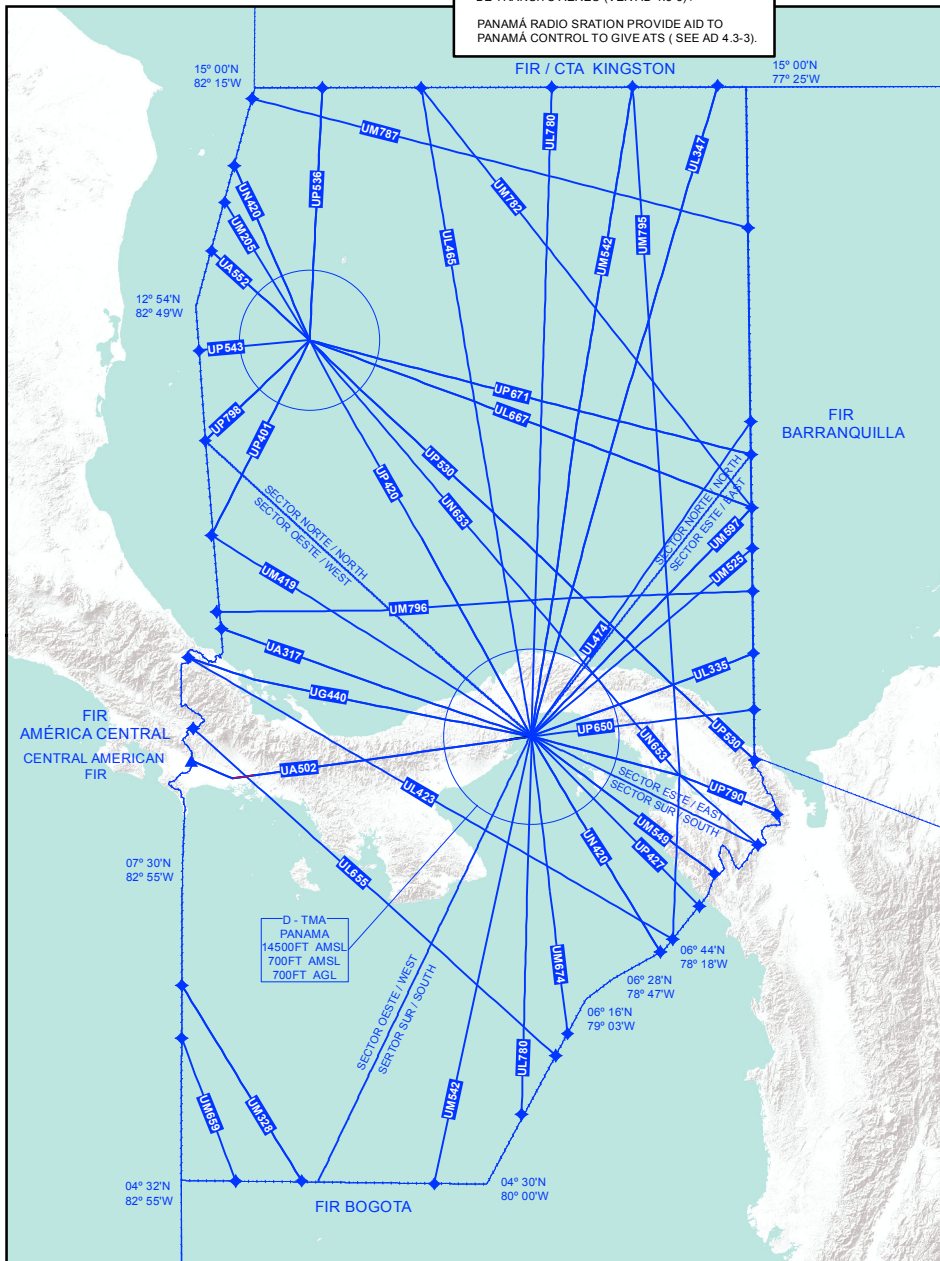 PANAMÁ RADIO SRATION PROVIDE AID TO
PANAMÁ CONTROL TO GIVE ATS ( SEE AD 4.3-3).
15 00'N
82º 15'W
FIR / CTA KINGSTON
15 00'N
77º 25'W
UM787
UP536
UL780
UL347
UN420
UM782
UM205
UL465
UM542
UM795
UA552
12º 54'N
82º 49'W
UP543
UP671
UL667
UP798
UP401
FIR
BARRANQUILLA
UP420
UN653
UP530
SECTOR NORTE / NORTH
SECTOR OESTE / WEST
SECTOR NORTE / NORTH
SECTOR ESTE / EAST
UM597
UM526
UM419
UM796
UL474
UA317
UL335
UG440
FIR
AMÉRICA CENTRAL
CENTRAL AMERICAN
FIR
UP650
UN653
UP530
UA502
UL423
SECTOR ESTE / EAST
SECTOR SUR / SOUTH
UP790
UM549
UP427
UN420
07º 30'N
82º 55'W
UL655
D - TMA
PANAMA
14500FT AMSL
700FT AMSL
700FT AGL
06º 44'N
78º 18'W
UM674
06º 28'N
78º 47'W
06º 16'N
79º 03'W
SECTOR OESTE / WEST
SERTOR SUR / SOUTH
UL780
UM542
UM659
UM328
04º 32'N
82º 55'W
04º 30'N
80º 00'W
FIR BOGOTA